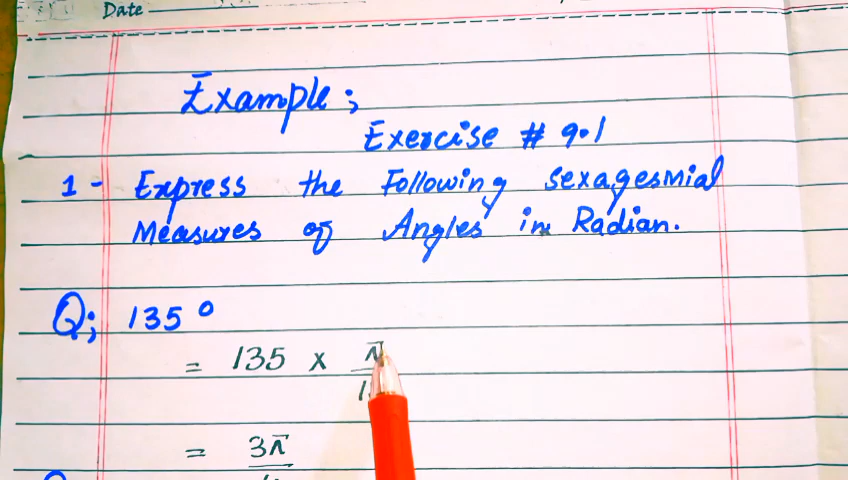 Date
Example;
Exercise # 9.1
1- Express the Following sexagesmial
Measures of Angles in Radian.
Q; 135°
= 135 × π
= 3π